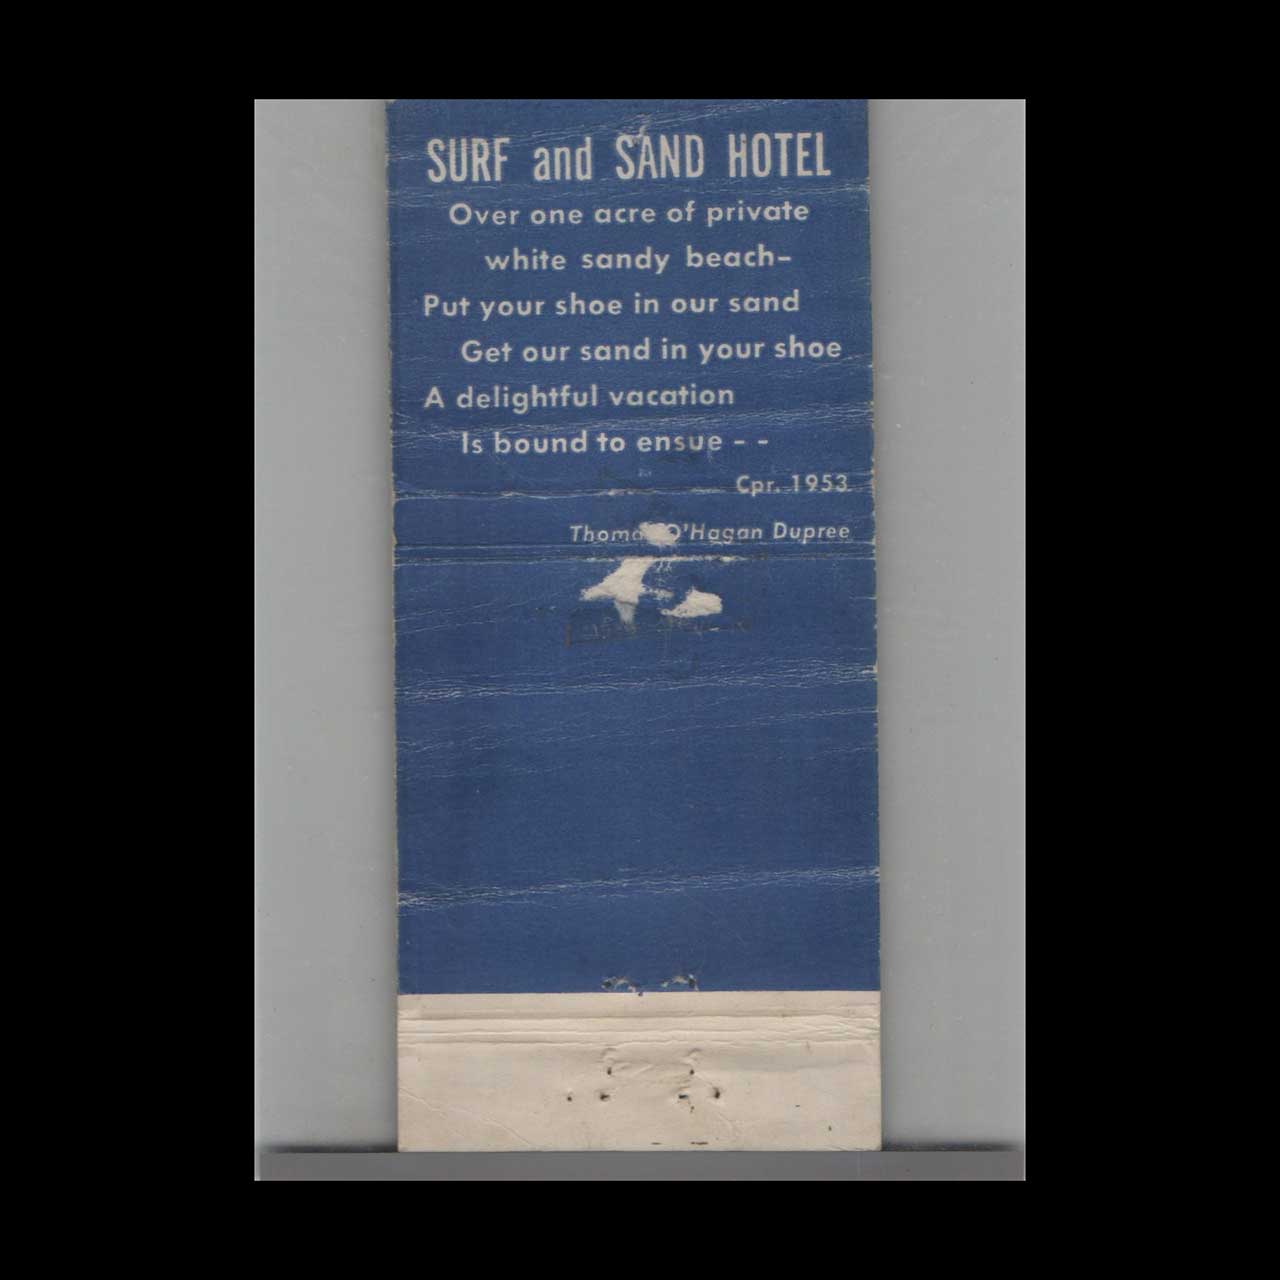 SURF and SAND HOTEL
Over one acre of private
white sandy beach-
Put your shoe in our sand
Get our sand in your shoe
A delightful vacation
Is bound to ensue - -
Cpr. 1953
O'Hagan Dupree